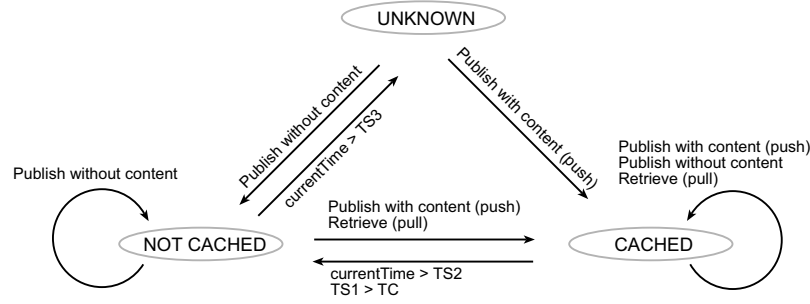 UNKNOWN
Publish without content
currentTime > TS3
Publish with content (push)
Publish with content (push)
Publish without content
Retrieve (pull)
Publish without content
Publish with content (push)
Retrieve (pull)
NOT CACHED
CACHED
currentTime > TS2
TS1 > TC